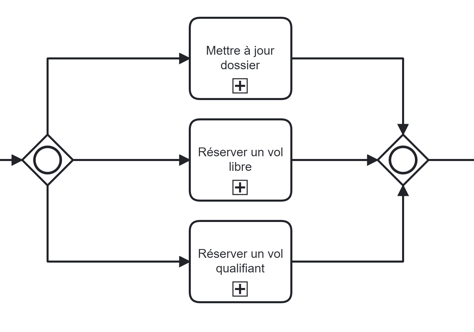 Mettre à jour
dossier
Réserver un vol
libre
Réserver un vol
qualifiant